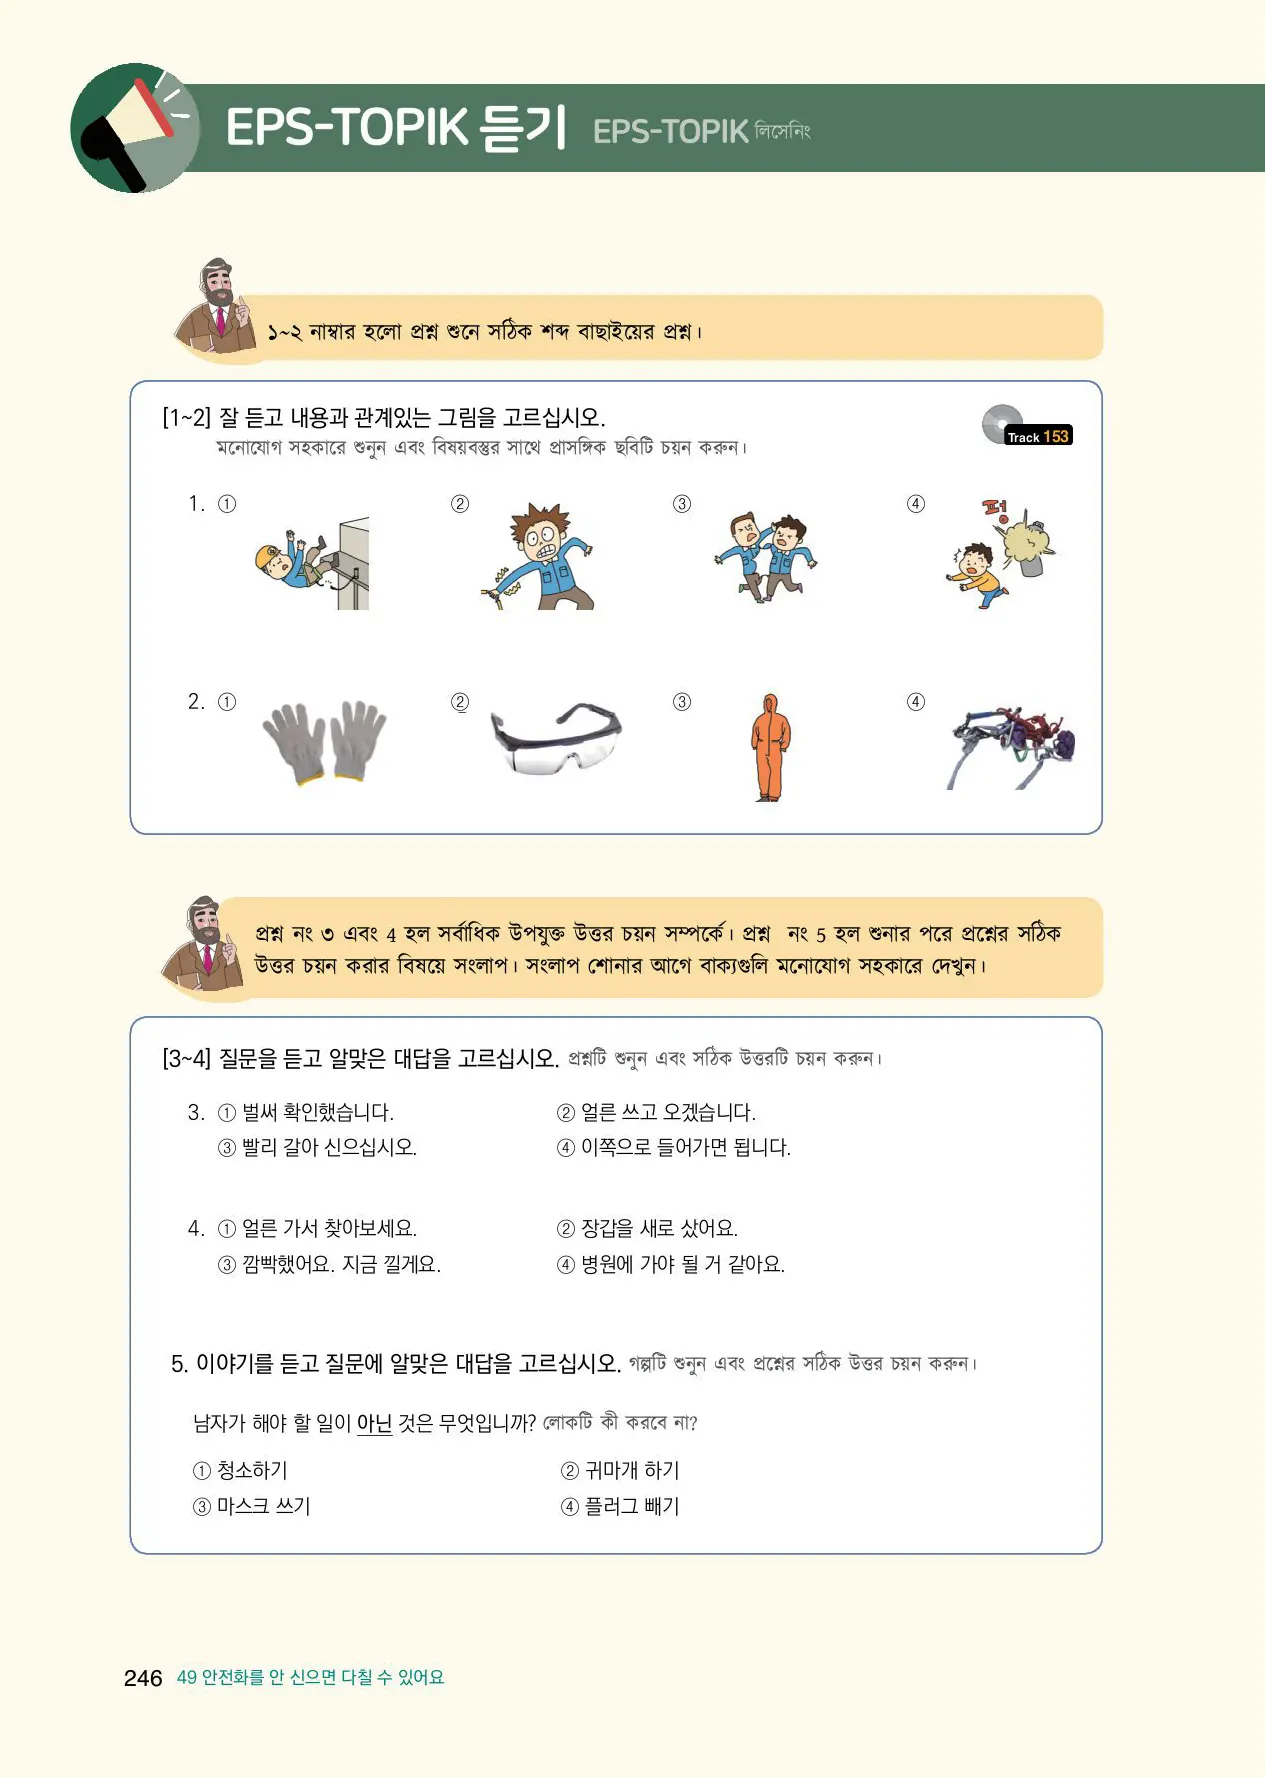 EPS-TOPIK 듣기 EPS-TOPIK লিসেনিং
১~২ নাম্বার হলো প্রশ্ন শুনে সঠিক শব্দ বাছাইয়ের প্রশ্ন।
[1~2] 잘 듣고 내용과 관계있는 그림을 고르십시오.
মনোযোগ সহকারে শুনুন এবং বিষয়বস্তুর সাথে প্রাসঙ্গিক ছবিটি চয়ন করুন।
Track 153
1. ① ② ③ ④
펑
2. ① ② ③ ④
প্রশ্ন নং ৩ এবং 4 হল সর্বাধিক উপযুক্ত উত্তর চয়ন সম্পর্কে। প্রশ্ন নং 5 হল শুনার পরে প্রশ্নের সঠিক
উত্তর চয়ন করার বিষয়ে সংলাপ। সংলাপ শোনার আগে বাক্যগুলি মনোযোগ সহকারে দেখুন।
[3~4] 질문을 듣고 알맞은 대답을 고르십시오. প্রশ্নটি শুনুন এবং সঠিক উত্তরটি চয়ন করুন।
3. ① 벌써 확인했습니다. ② 얼른 쓰고 오겠습니다.
③ 빨리 갈아 신으십시오. ④ 이쪽으로 들어가면 됩니다.
4. ① 얼른 가서 찾아보세요. ② 장갑을 새로 샀어요.
③ 깜박했어요. 지금 낄게요. ④ 병원에 가야 될 거 같아요.
5. 이야기를 듣고 질문에 알맞은 대답을 고르십시오. গল্পটি শুনুন এবং প্রশ্নের সঠিক উত্তর চয়ন করুন।
남자가 해야 할 일이 아닌 것은 무엇입니까? লোকটি কী করবে না?
① 청소하기 ② 귀마개 하기
③ 마스크 쓰기 ④ 플러그 빼기
246 49 안전화를 안 신으면 다칠 수 있어요